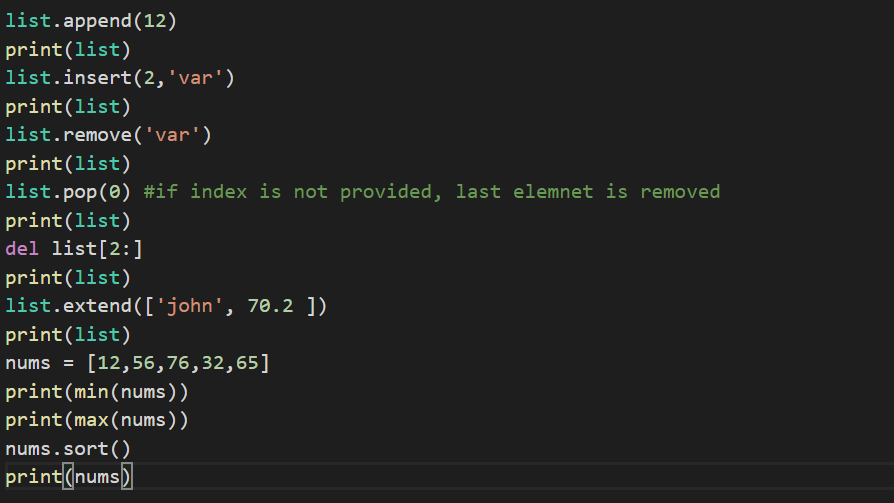 list.append(12)
print(list)
list.insert(2,'var')
print(list)
list.remove('var')
print(list)
list.pop(0) #if index is not provided, last elemnet is removed
print(list)
del list[2:]
print(list)
list.extend(['john', 70.2 ])
print(list)
nums = [12,56,76,32,65]
print(min(nums))
print(max(nums))
nums.sort()
print(nums)